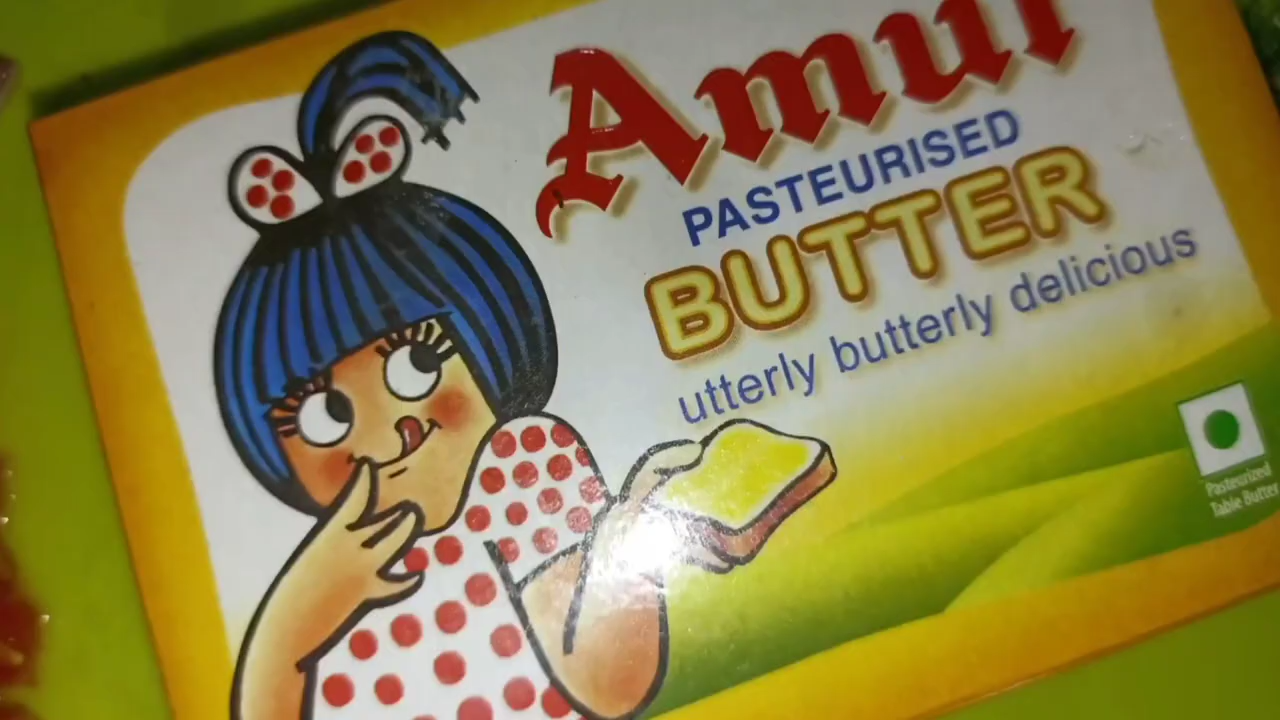 Amul
PASTEURISED
BUTTER
utterly butterly delicious
Pasteurized
Table Butter